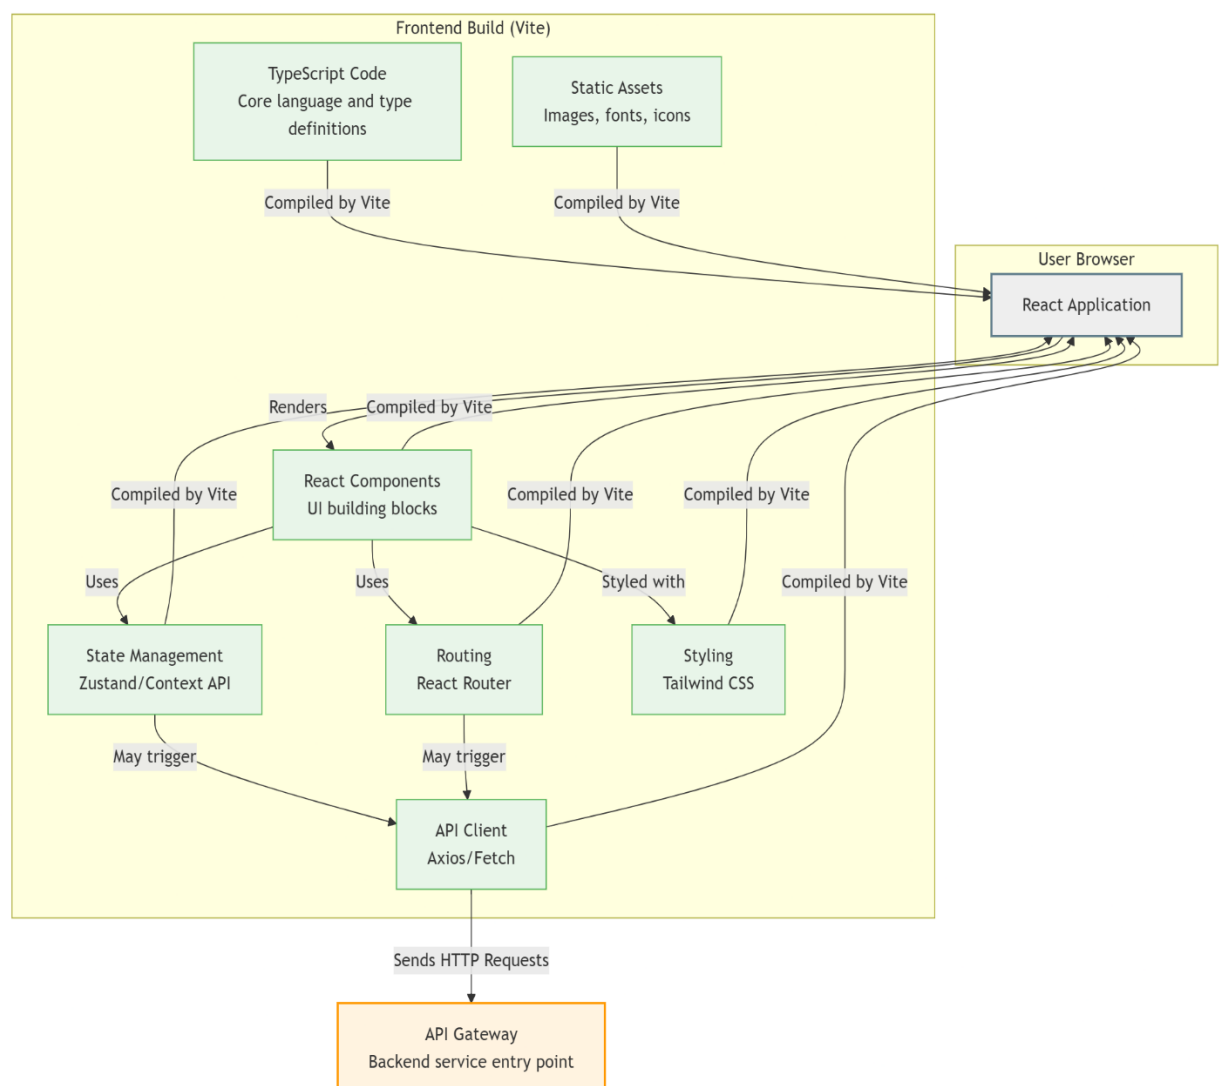 Frontend Build (Vite)
TypeScript Code
Core language and type
definitions
Static Assets
Images, fonts, icons
Compiled by Vite
Compiled by Vite
User Browser
React Application
Renders
Compiled by Vite
React Components
UI building blocks
Compiled by Vite
Compiled by Vite
Compiled by Vite
Uses
Uses
Styled with
Compiled by Vite
State Management
Zustand/Context API
Routing
React Router
Styling
Tailwind CSS
May trigger
May trigger
API Client
Axios/Fetch
Sends HTTP Requests
API Gateway
Backend service entry point